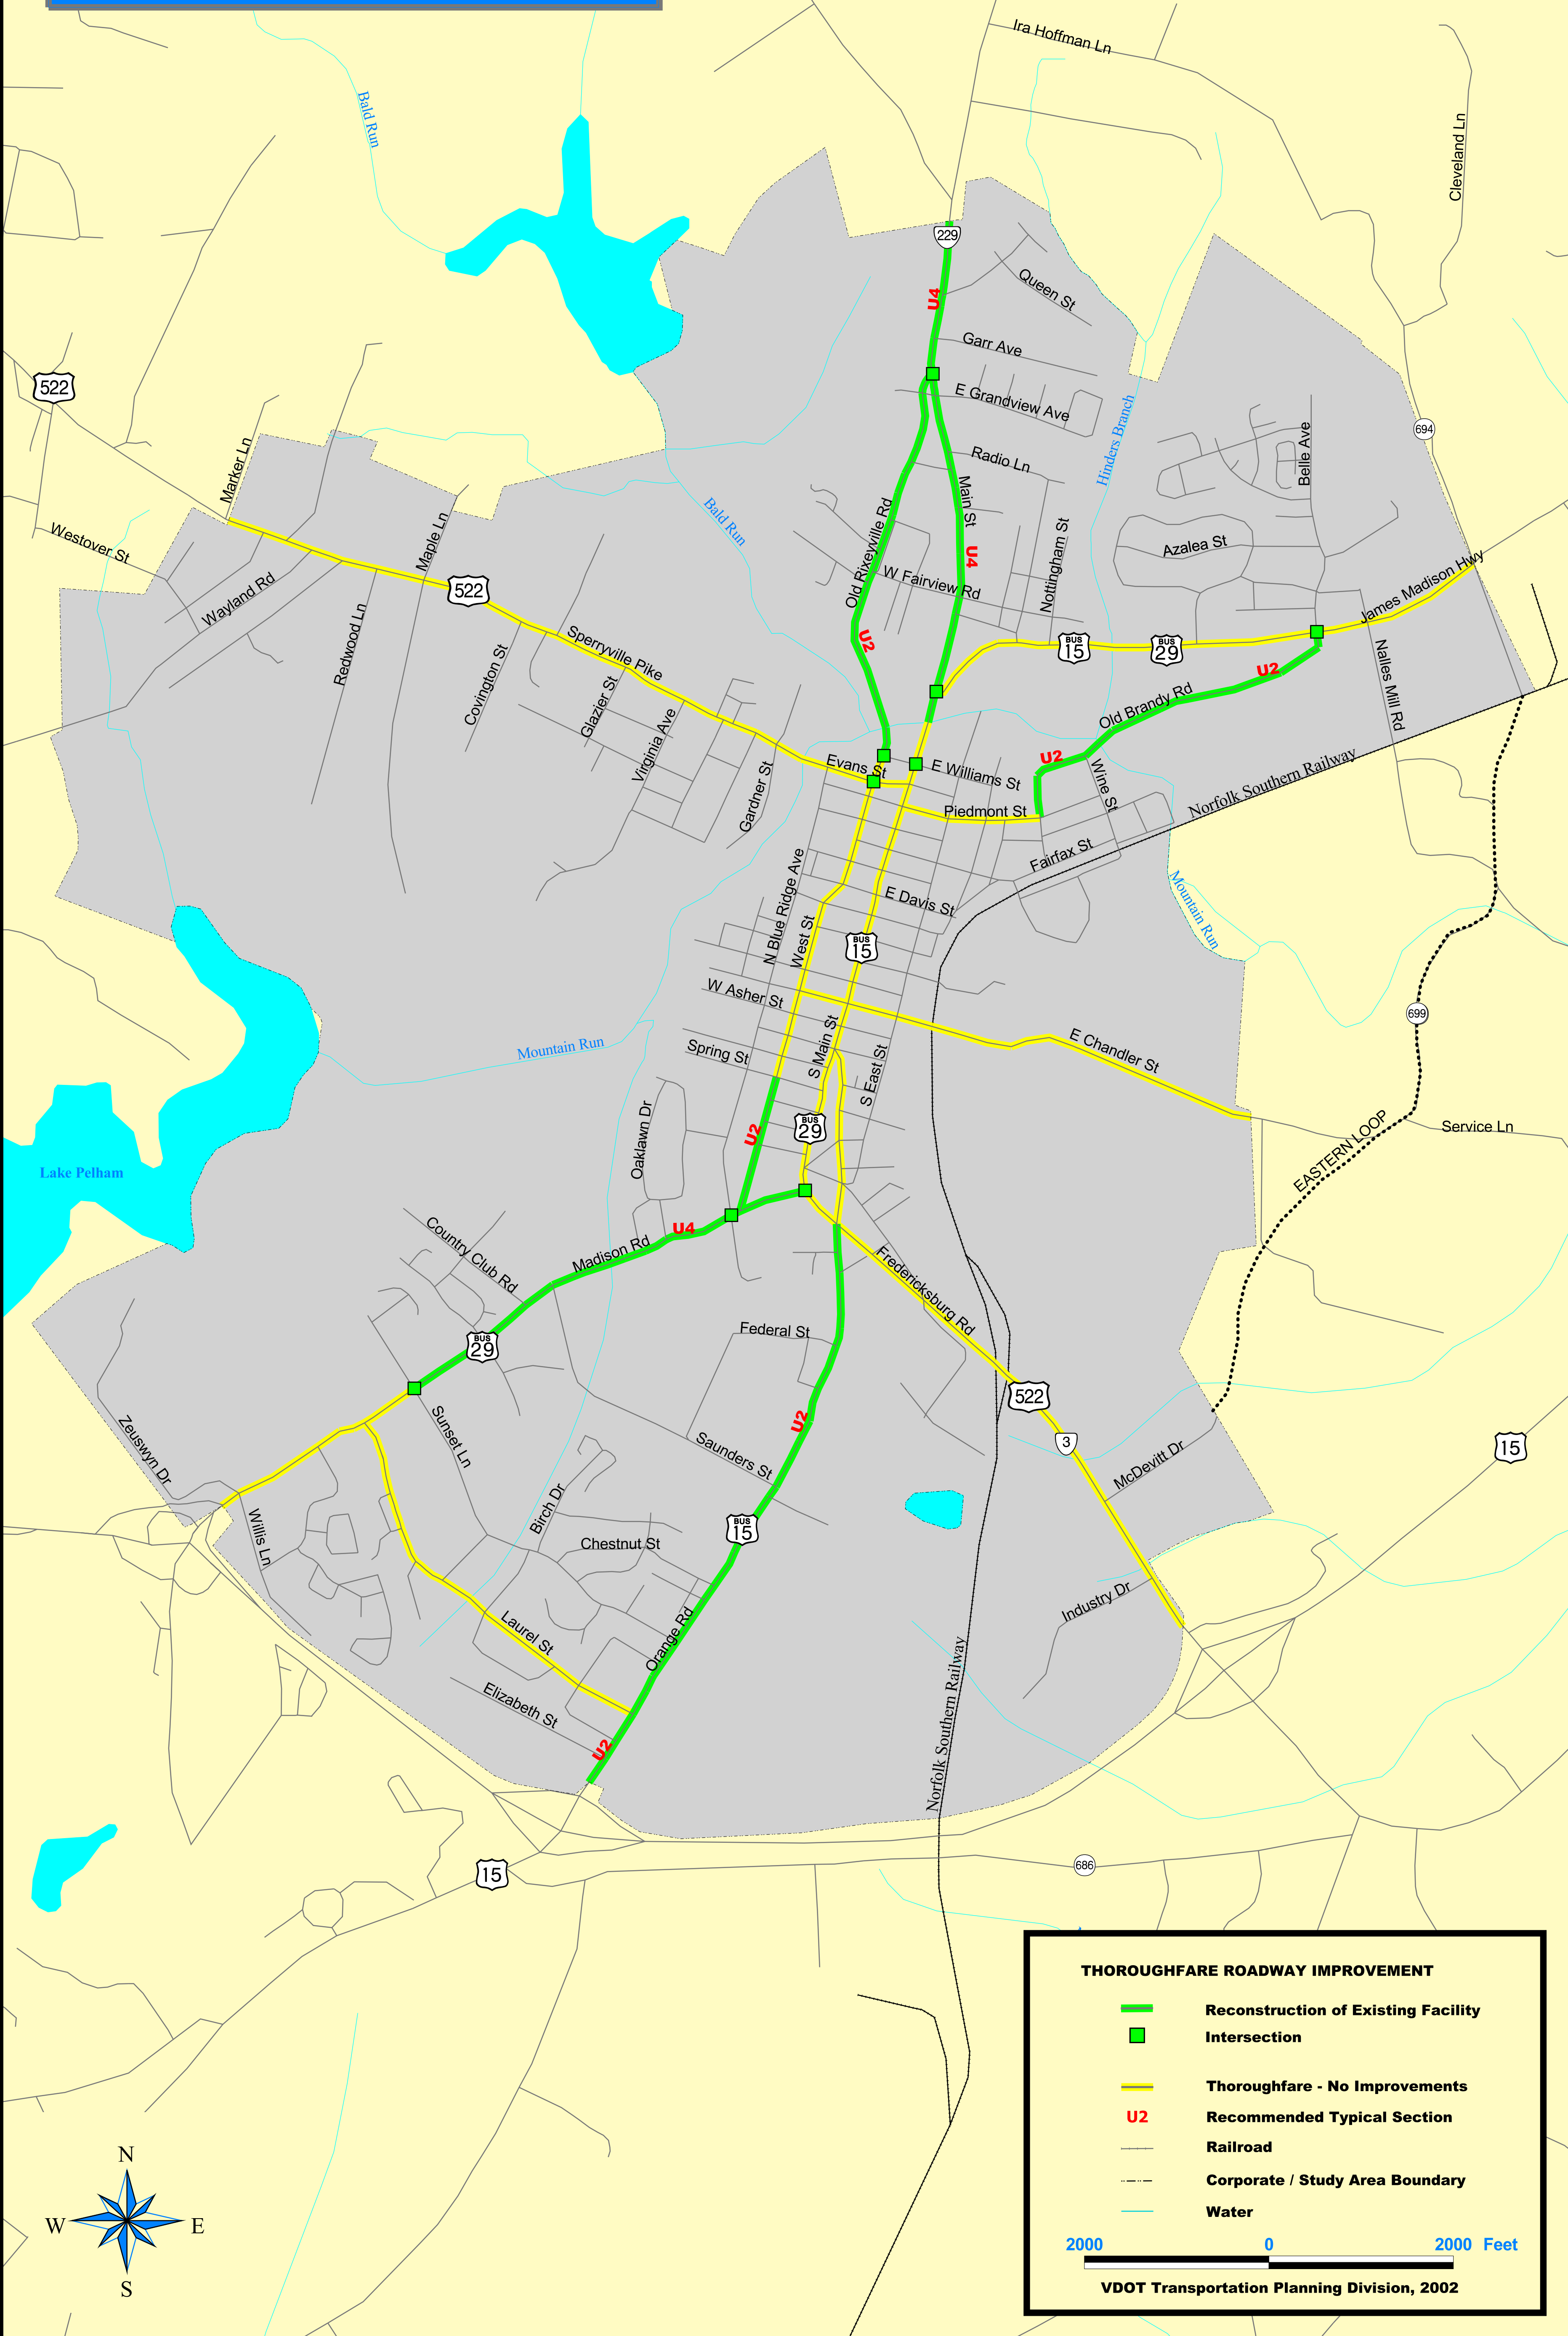 Ira Hoffman Ln
Cleveland Ln
Bald Run
229
Queen St
U4
Garr Ave
E Grandview Ave
522
694
Hinders Branch
Belle Ave
Marker Ln
Radio Ln
Main St
Bald Run
Westover St
Maple Ln
Old Rixeyville Rd
Nottingham St
Azalea St
U4
W Fairview Rd
James Madison Hwy
Wayland Rd
522
Redwood Ln
Sperryville Pike
U2
BUS
15
BUS
29
Nalles Mill Rd
Covington St
Glazier St
U2
Old Brandy Rd
Virginia Ave
U2
Evans St
E Williams St
Wine St
Norfolk Southern Railway
Gardner St
Piedmont St
Fairfax St
N Blue Ridge Ave
E Davis St
Mountain Run
West St
BUS
15
W Asher St
699
S Main St
E Chandler St
Mountain Run
Spring St
S East St
Oaklawn Dr
U2
BUS
29
Service Ln
EASTERN LOOP
Lake Pelham
Country Club Rd
U4
Madison Rd
Fredericksburg Rd
Federal St
BUS
29
522
Zeuswyn Dr
Sunset Ln
U2
3
15
Saunders St
McDevitt Dr
Birch Dr
BUS
15
Willis Ln
Chestnut St
Industry Dr
Laurel St
Orange Rd
Elizabeth St
U2
Norfolk Southern Railway
15
686
THOROUGHFARE ROADWAY IMPROVEMENT
Reconstruction of Existing Facility
Intersection
Thoroughfare - No Improvements
U2 Recommended Typical Section
Railroad
Corporate / Study Area Boundary
Water
2000 0 2000 Feet
VDOT Transportation Planning Division, 2002
N
W E
S